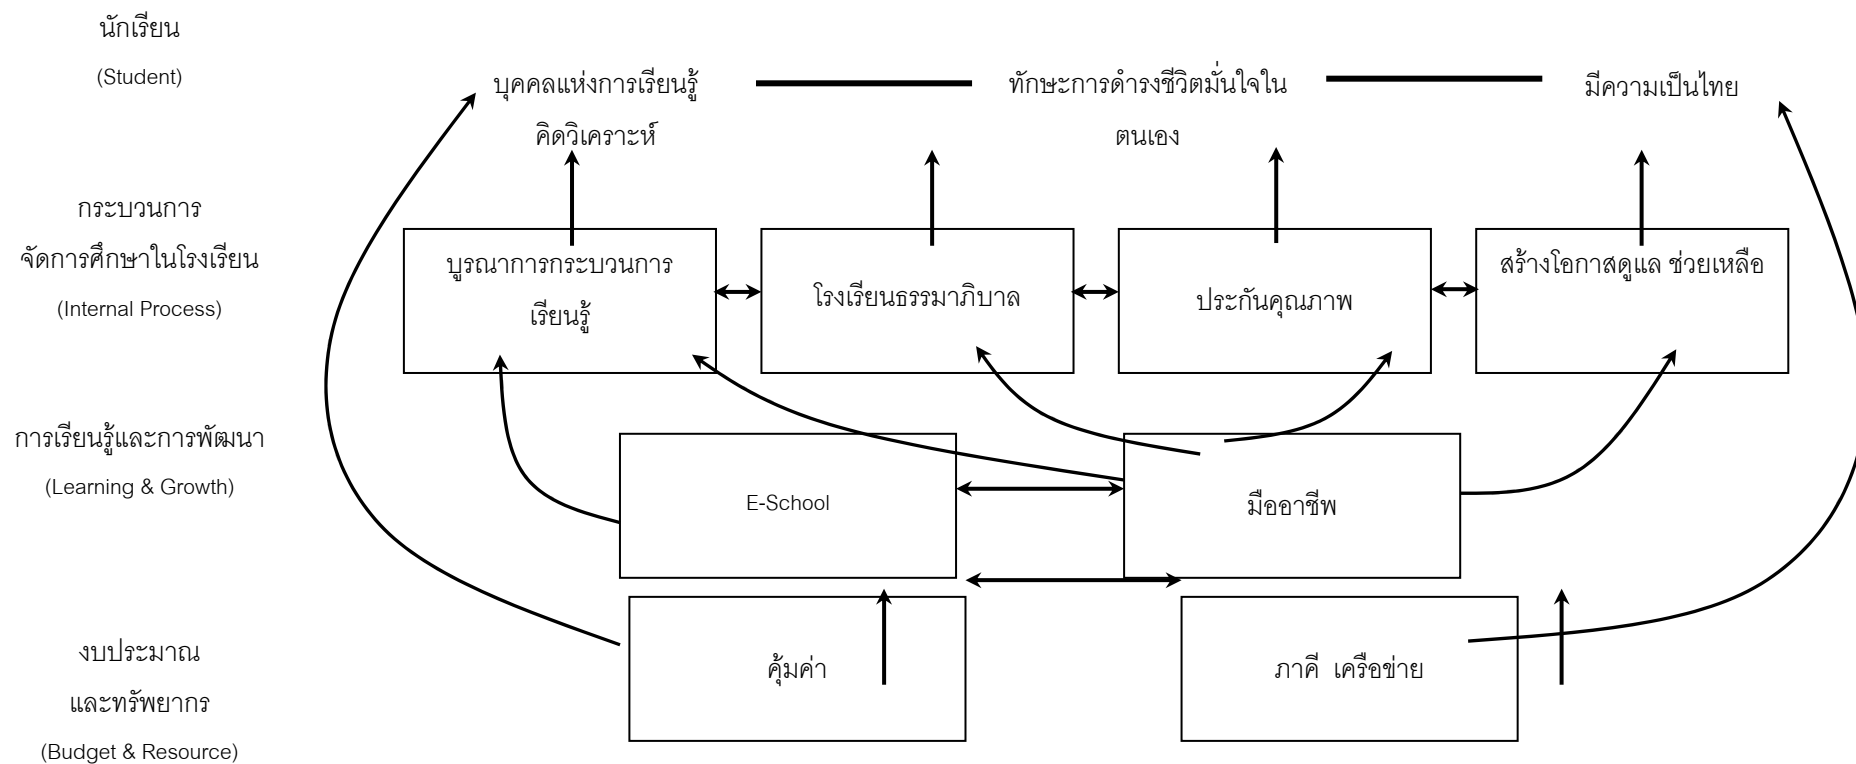 นักเรียน
(Student)
บุคคลแห่งการเรียนรู้
คิดวิเคราะห์
ทักษะการดำรงชีวิตมั่นใจใน
ตนเอง
มีความเป็นไทย
กระบวนการ
จัดการศึกษาในโรงเรียน
(Internal Process)
บูรณาการกระบวนการ
เรียนรู้
โรงเรียนธรรมาภิบาล
ประกันคุณภาพ
สร้างโอกาสดูแล ช่วยเหลือ
การเรียนรู้และการพัฒนา
(Learning & Growth)
E-School
มืออาชีพ
งบประมาณ
และทรัพยากร
(Budget & Resource)
คุ้มค่า
ภาคี เครือข่าย